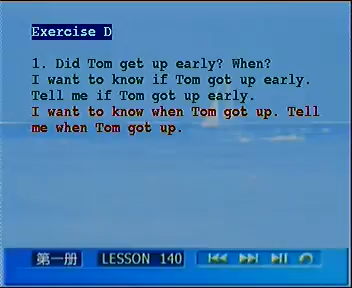 Exercise D
1. Did Tom get up early? When?
I want to know if Tom got up early.
Tell me if Tom got up early.
I want to know when Tom got up. Tell
me when Tom got up.
第一册 LESSON 140